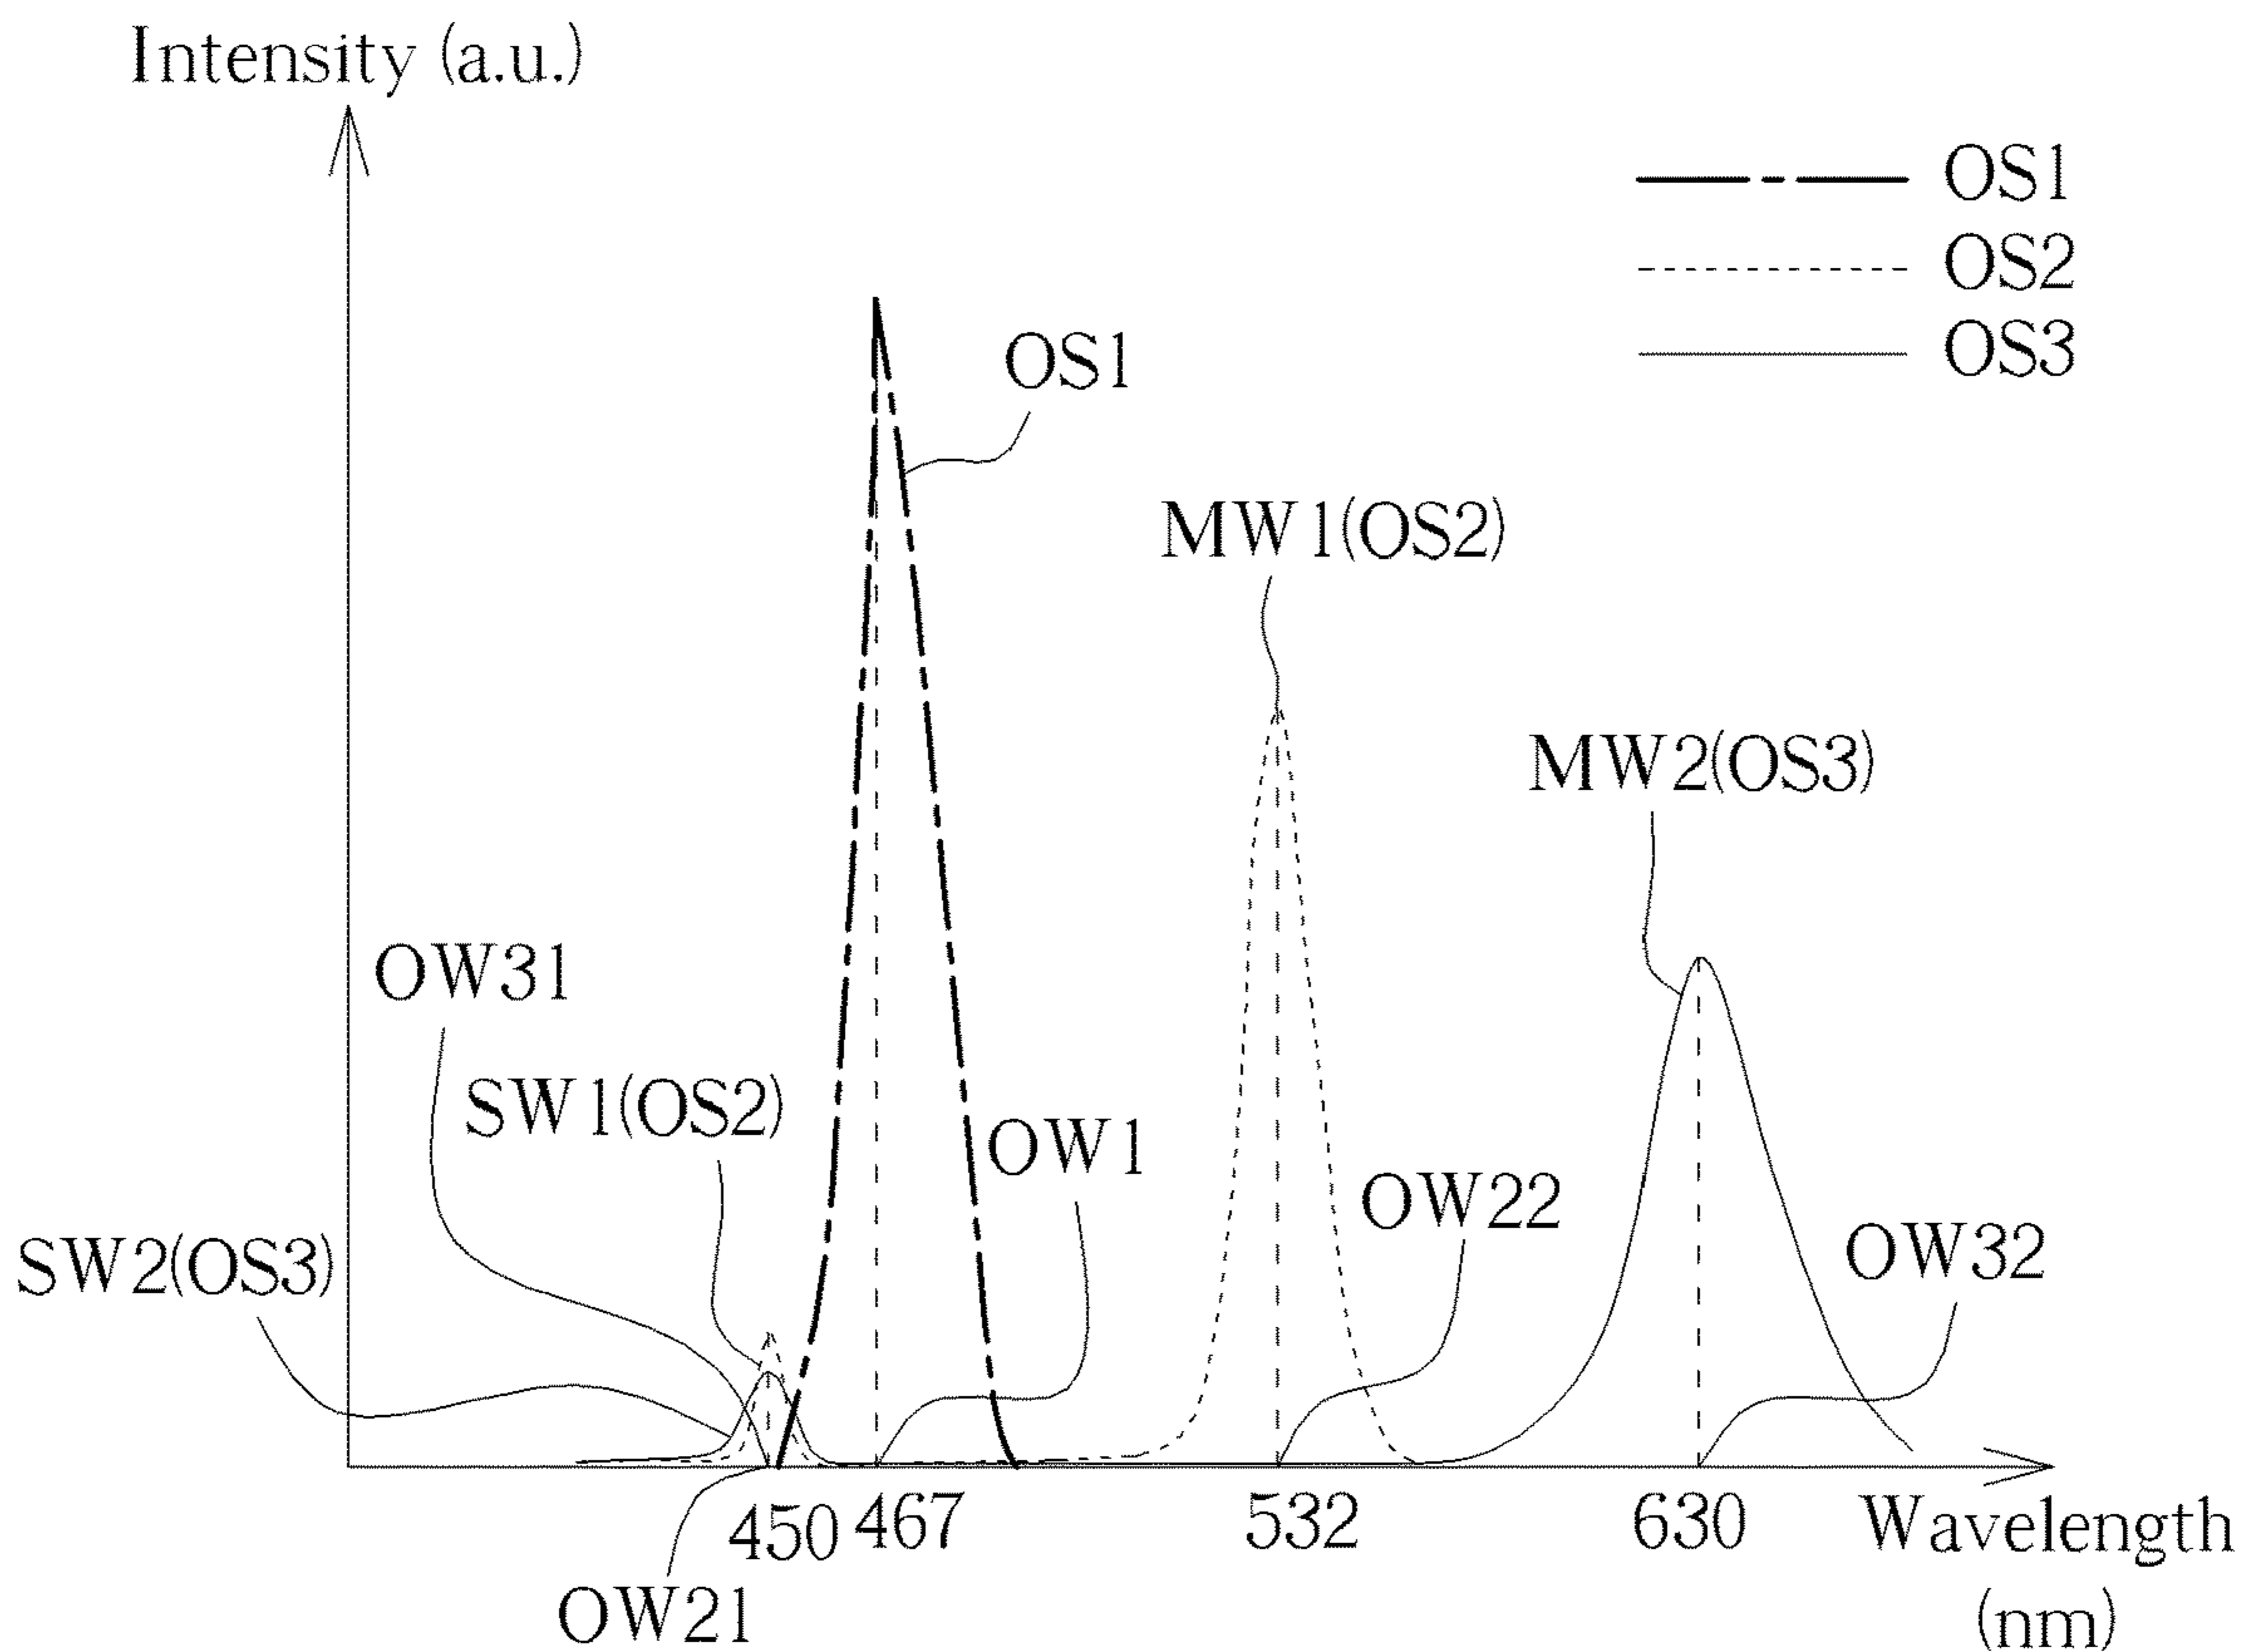 Intensity (a.u.)
OS1
OS2
OS3
OS1
MW1(OS2)
MW2(OS3)
OW31
SW1(OS2)
OW1
OW22
SW2(OS3)
OW32
450
467
532
630
Wavelength
(nm)
OW21